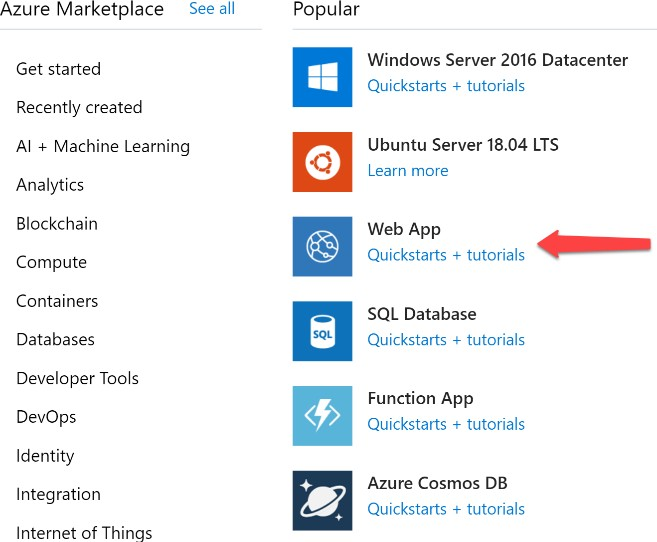 Azure Marketplace See all
Get started
Recently created
AI + Machine Learning
Analytics
Blockchain
Compute
Containers
Databases
Developer Tools
DevOps
Identity
Integration
Internet of Things
Popular
Windows Server 2016 Datacenter
Quickstarts + tutorials
Ubuntu Server 18.04 LTS
Learn more
Web App
Quickstarts + tutorials
SQL
SQL Database
Quickstarts + tutorials
Function App
Quickstarts + tutorials
Azure Cosmos DB
Quickstarts + tutorials